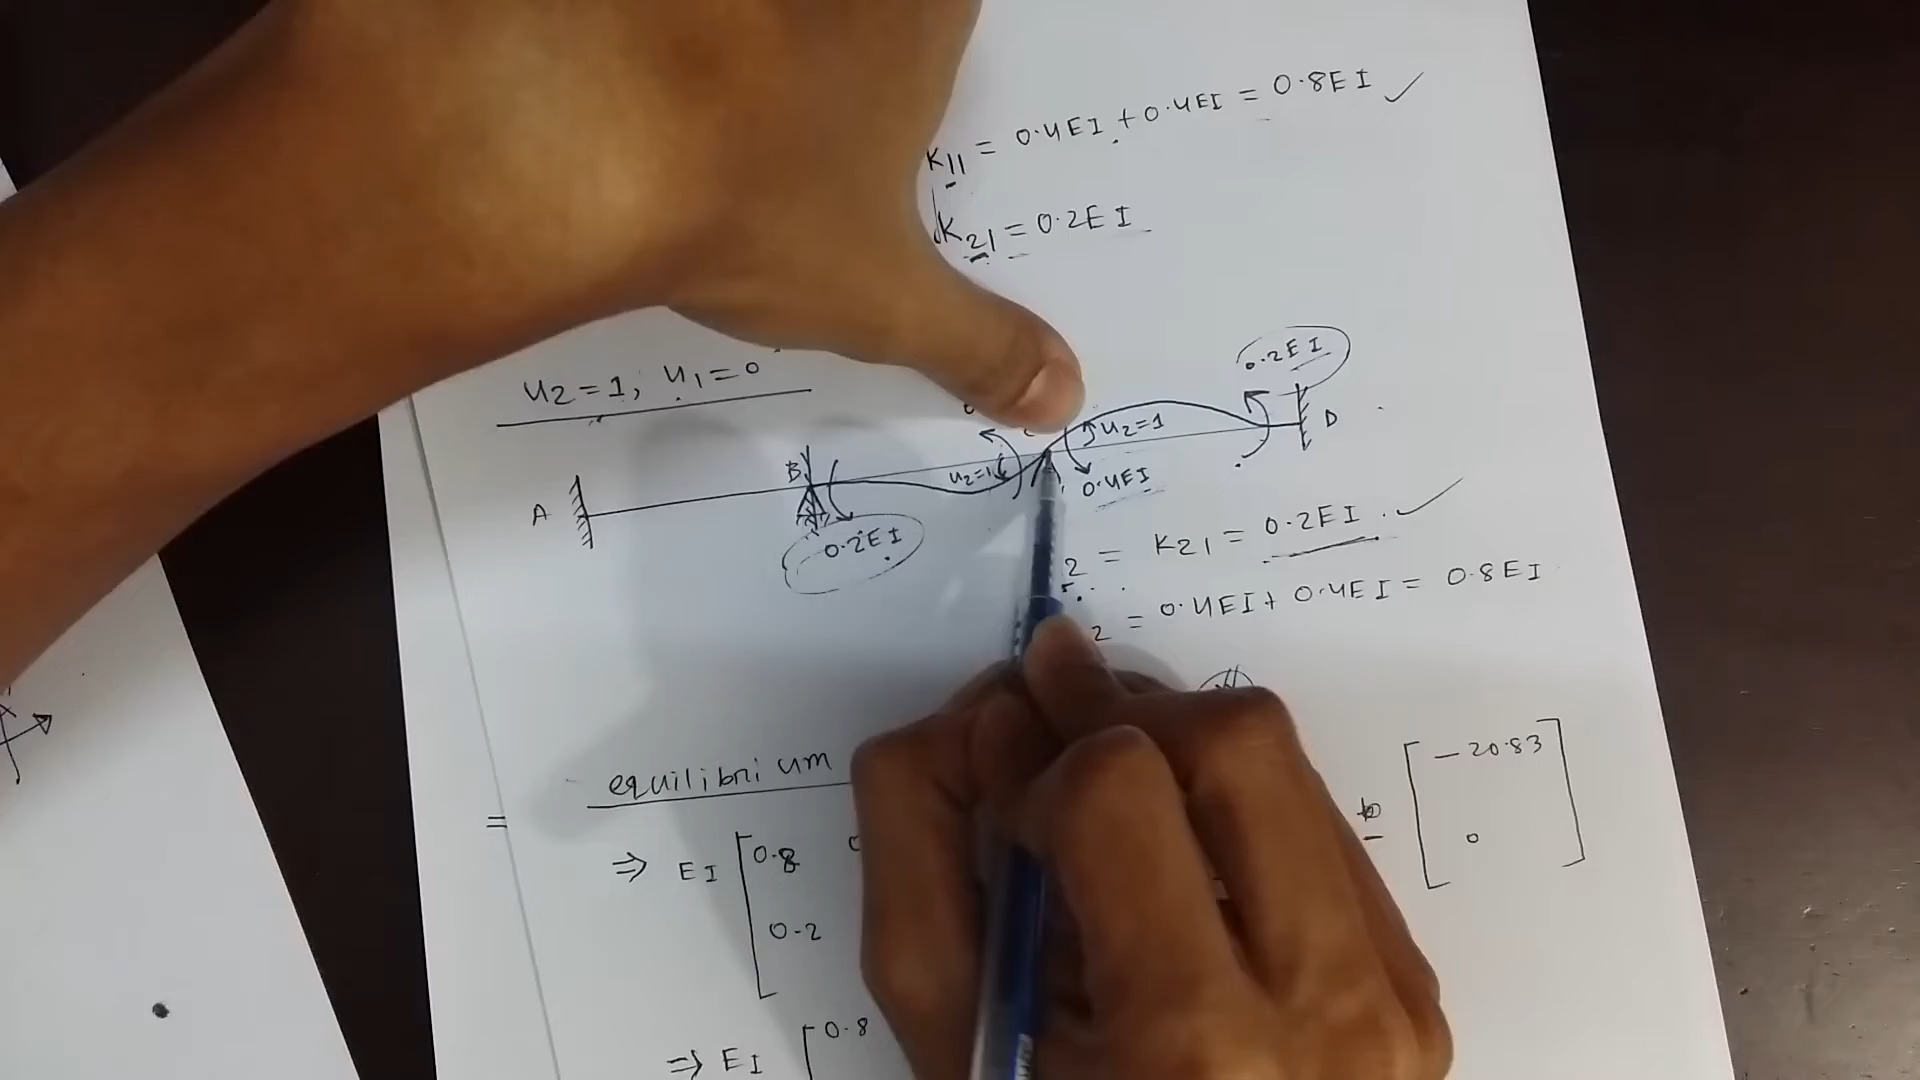 K11 = 0.4EI + 0.4EI = 0.8EI
K21 = 0.2EI
u2=1, u1=0
0.2EI
u2=1
D
B
u2=1
0.4EI
A
0.2EI
2 = K21 = 0.2EI
2 = 0.4EI + 0.4EI = 0.8EI
equilibrium
-20.83
=
0
⇒ EI 0.8
0.2
⇒ EI 0.8